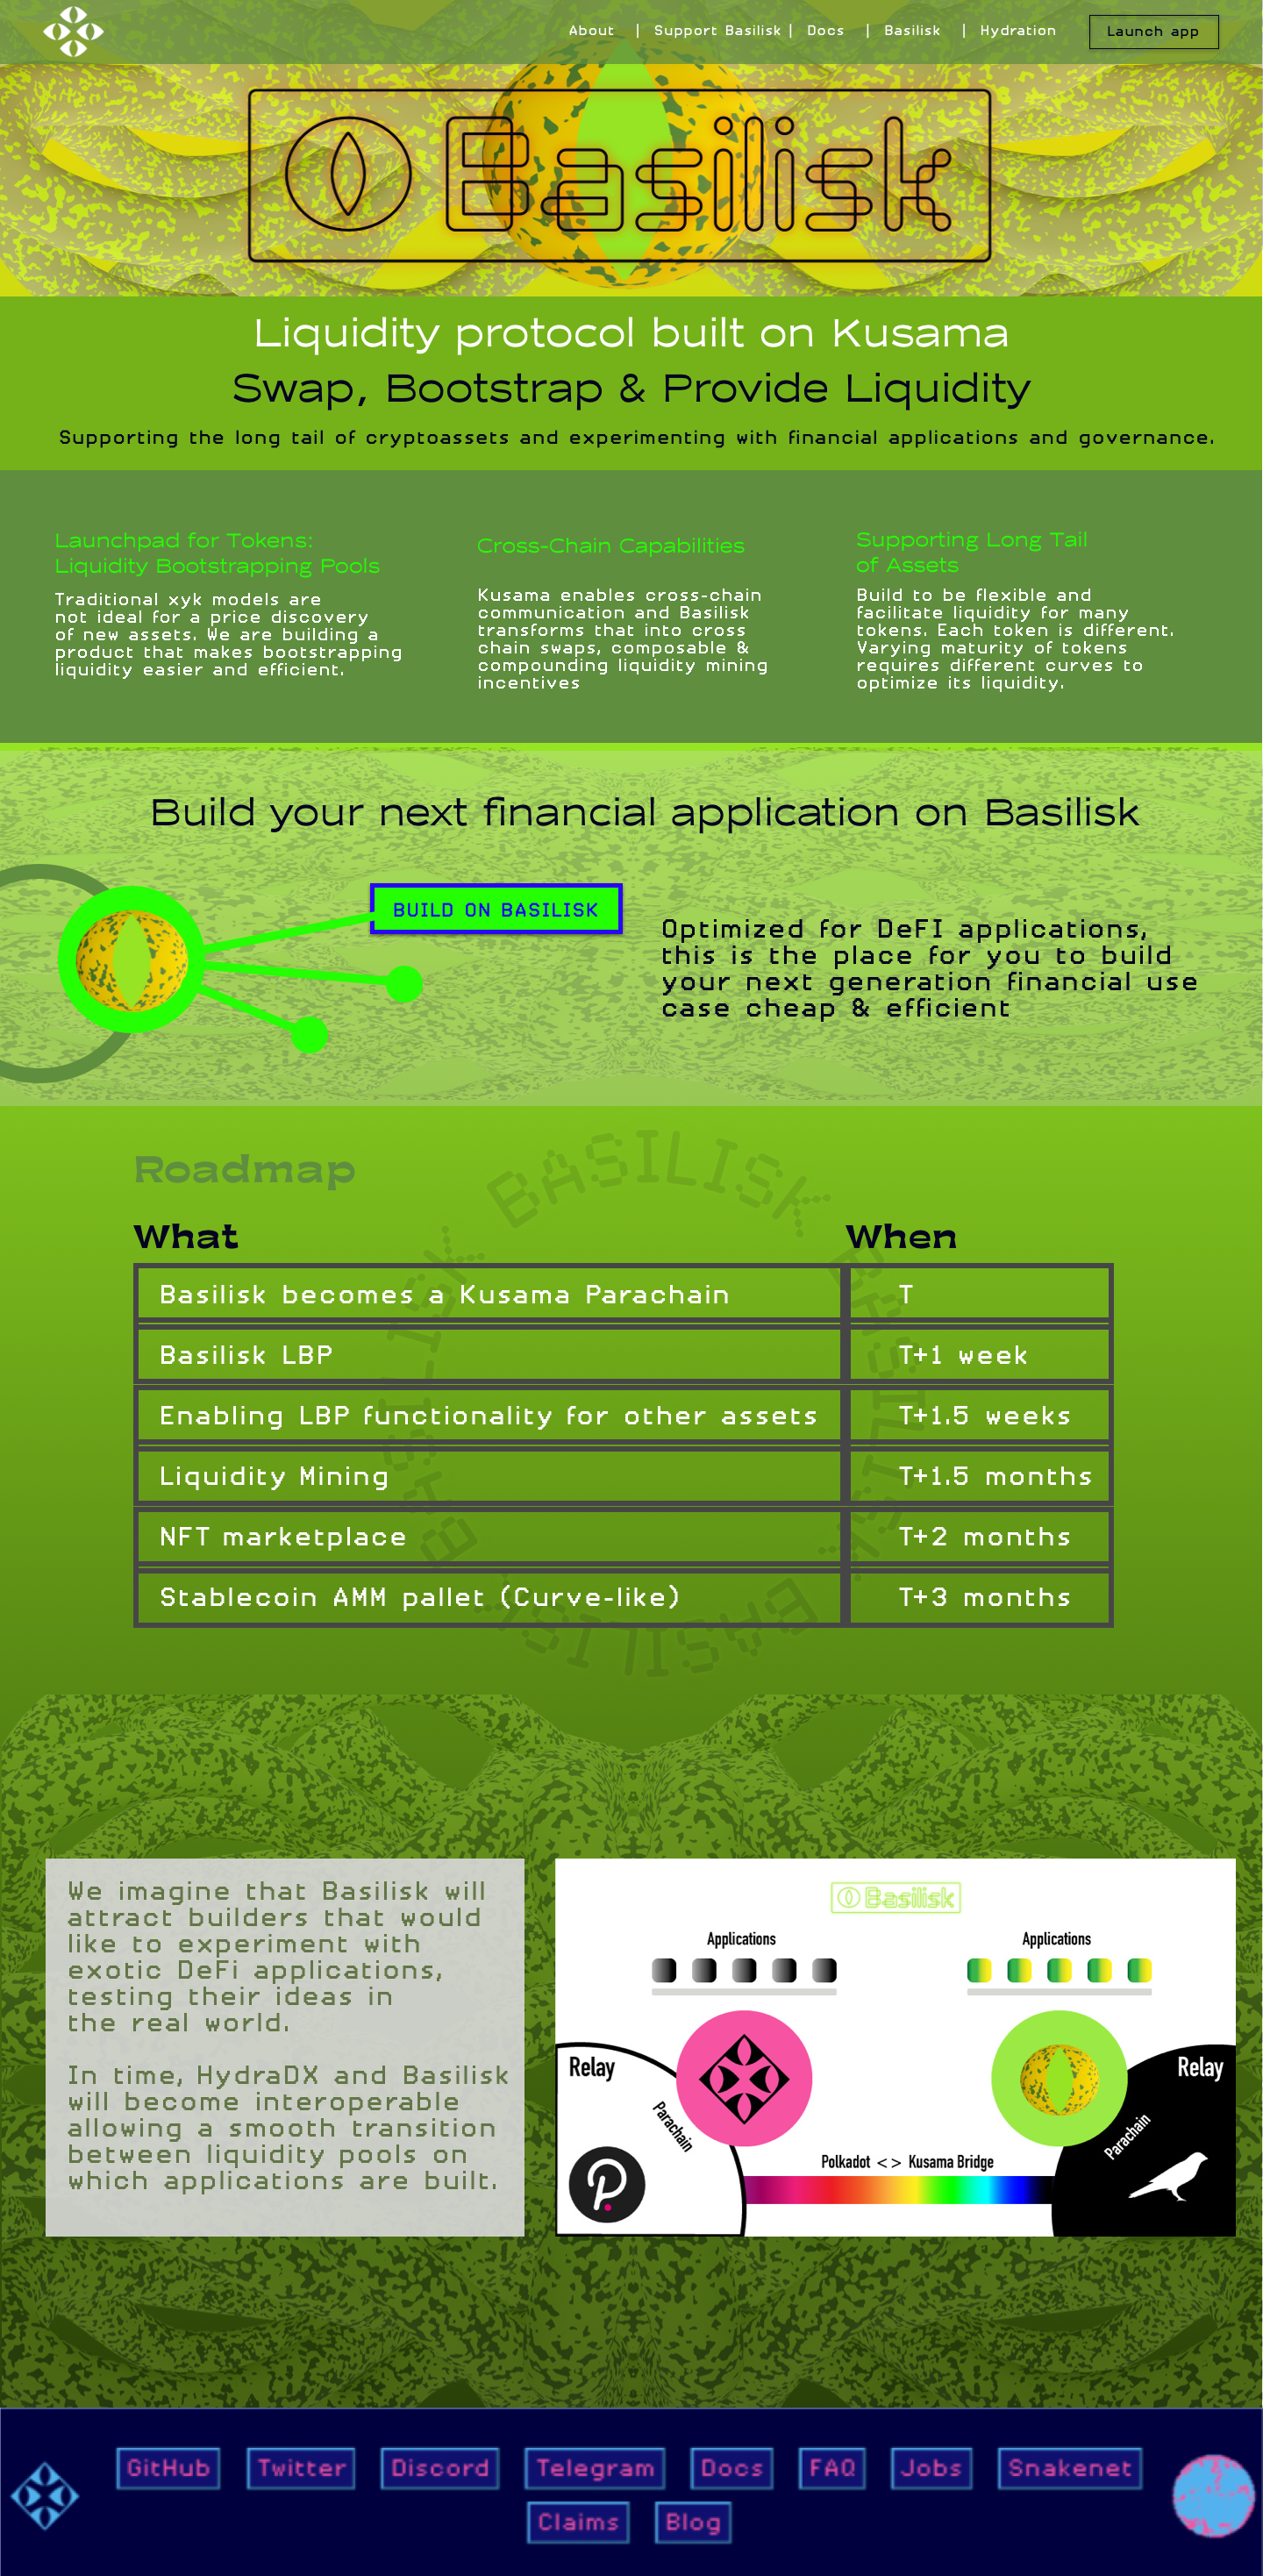 About | Support Basilisk | Docs | Basilisk | Hydration Launch app
Basilisk
Liquidity protocol built on Kusama
Swap, Bootstrap & Provide Liquidity
Supporting the long tail of cryptoassets and experimenting with financial applications and governance.
Launchpad for Tokens:
Liquidity Bootstrapping Pools
Traditional xyk models are
not ideal for a price discovery
of new assets. We are building a
product that makes bootstrapping
liquidity easier and efficient.
Cross-Chain Capabilities
Kusama enables cross-chain
communication and Basilisk
transforms that into cross
chain swaps, composable &
compounding liquidity mining
incentives
Supporting Long Tail
of Assets
Build to be flexible and
facilitate liquidity for many
tokens. Each token is different.
Varying maturity of tokens
requires different curves to
optimize its liquidity.
Build your next financial application on Basilisk
BUILD ON BASILISK
Optimized for DeFI applications,
this is the place for you to build
your next generation financial use
case cheap & efficient
Roadmap
BASILISK BASILISK BASILISK BASILISK
What When
Basilisk becomes a Kusama Parachain T
Basilisk LBP T+1 week
Enabling LBP functionality for other assets T+1.5 weeks
Liquidity Mining T+1.5 months
NFT marketplace T+2 months
Stablecoin AMM pallet (Curve-like) T+3 months
We imagine that Basilisk will
attract builders that would
like to experiment with
exotic DeFi applications,
testing their ideas in
the real world.
In time, HydraDX and Basilisk
will become interoperable
allowing a smooth transition
between liquidity pools on
which applications are built.
Basilisk
Applications Applications
Relay Relay
Parachain Parachain
Polkadot <> Kusama Bridge
GitHub Twitter Discord Telegram Docs FAQ Jobs Snakenet
Claims Blog